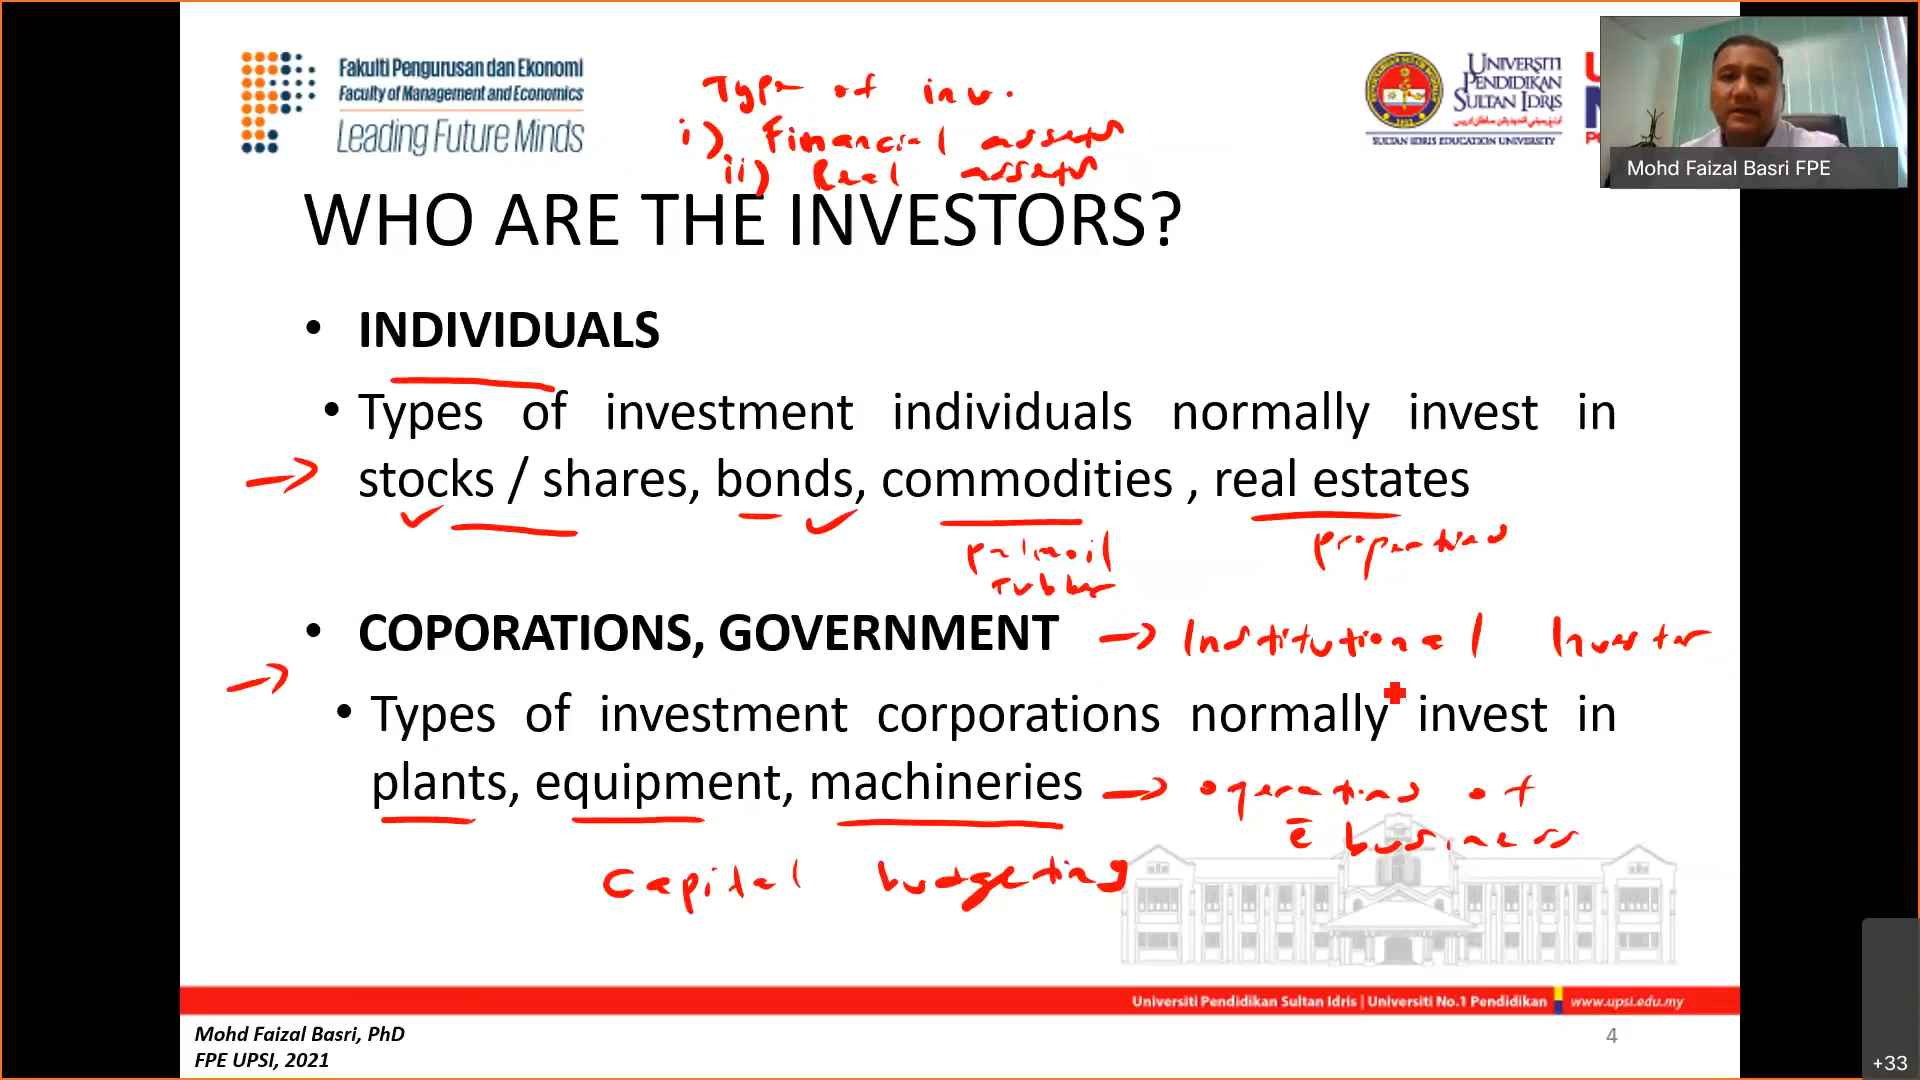 Fakulti Pengurusan dan Ekonomi
Faculty of Management and Economics
Leading Future Minds
Type of inv.
i) Financial assets
ii) Real assets
UNIVERSITI
PENDIDIKAN
SULTAN IDRIS
SULTAN IDRIS EDUCATION UNIVERSITY
Mohd Faizal Basri FPE
WHO ARE THE INVESTORS?
• INDIVIDUALS
• Types of investment individuals normally invest in
stocks / shares, bonds, commodities , real estates
palmoil
rubber
properties
• COPORATIONS, GOVERNMENT → Institutional Investor
• Types of investment corporations normally invest in
plants, equipment, machineries → operating of
business
Capital budgeting
Universiti Pendidikan Sultan Idris | Universiti No.1 Pendidikan www.upsi.edu.my
Mohd Faizal Basri, PhD
FPE UPSI, 2021
4
+33